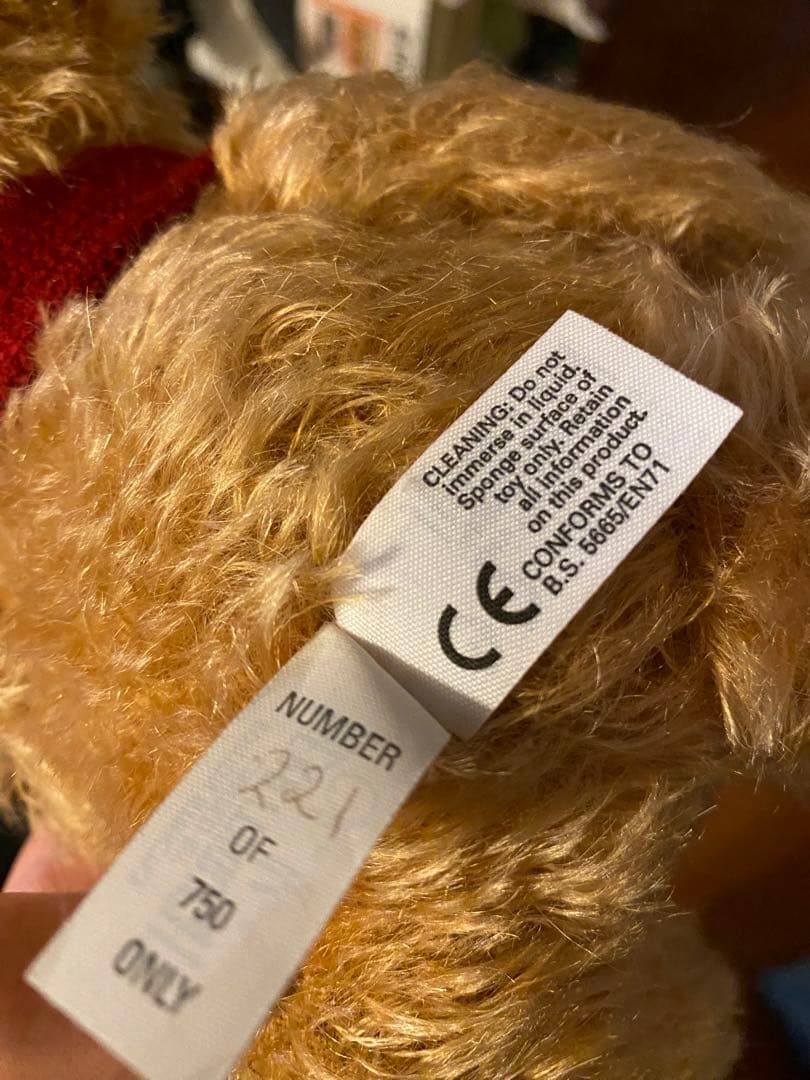 CLEANING: Do not
immerse in liquid.
Sponge surface of
toy only. Retain
all information
on this product.
CE CONFORMS TO
B.S. 5665/EN71
NUMBER
221
OF
750
ONLY